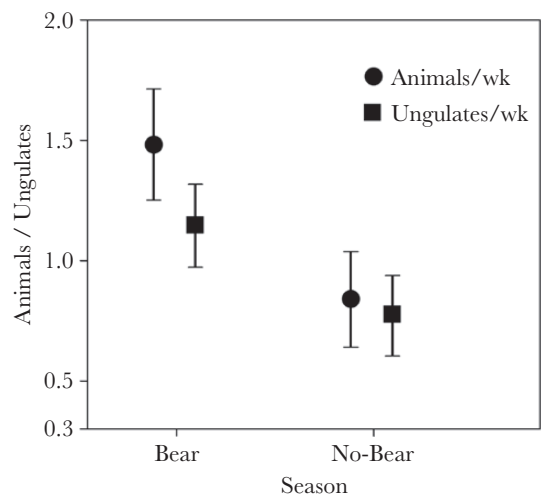 2.0
Animals/wk
Ungulates/wk
1.5
1.0
0.5
0.3
Animals / Ungulates
Bear
No-Bear
Season